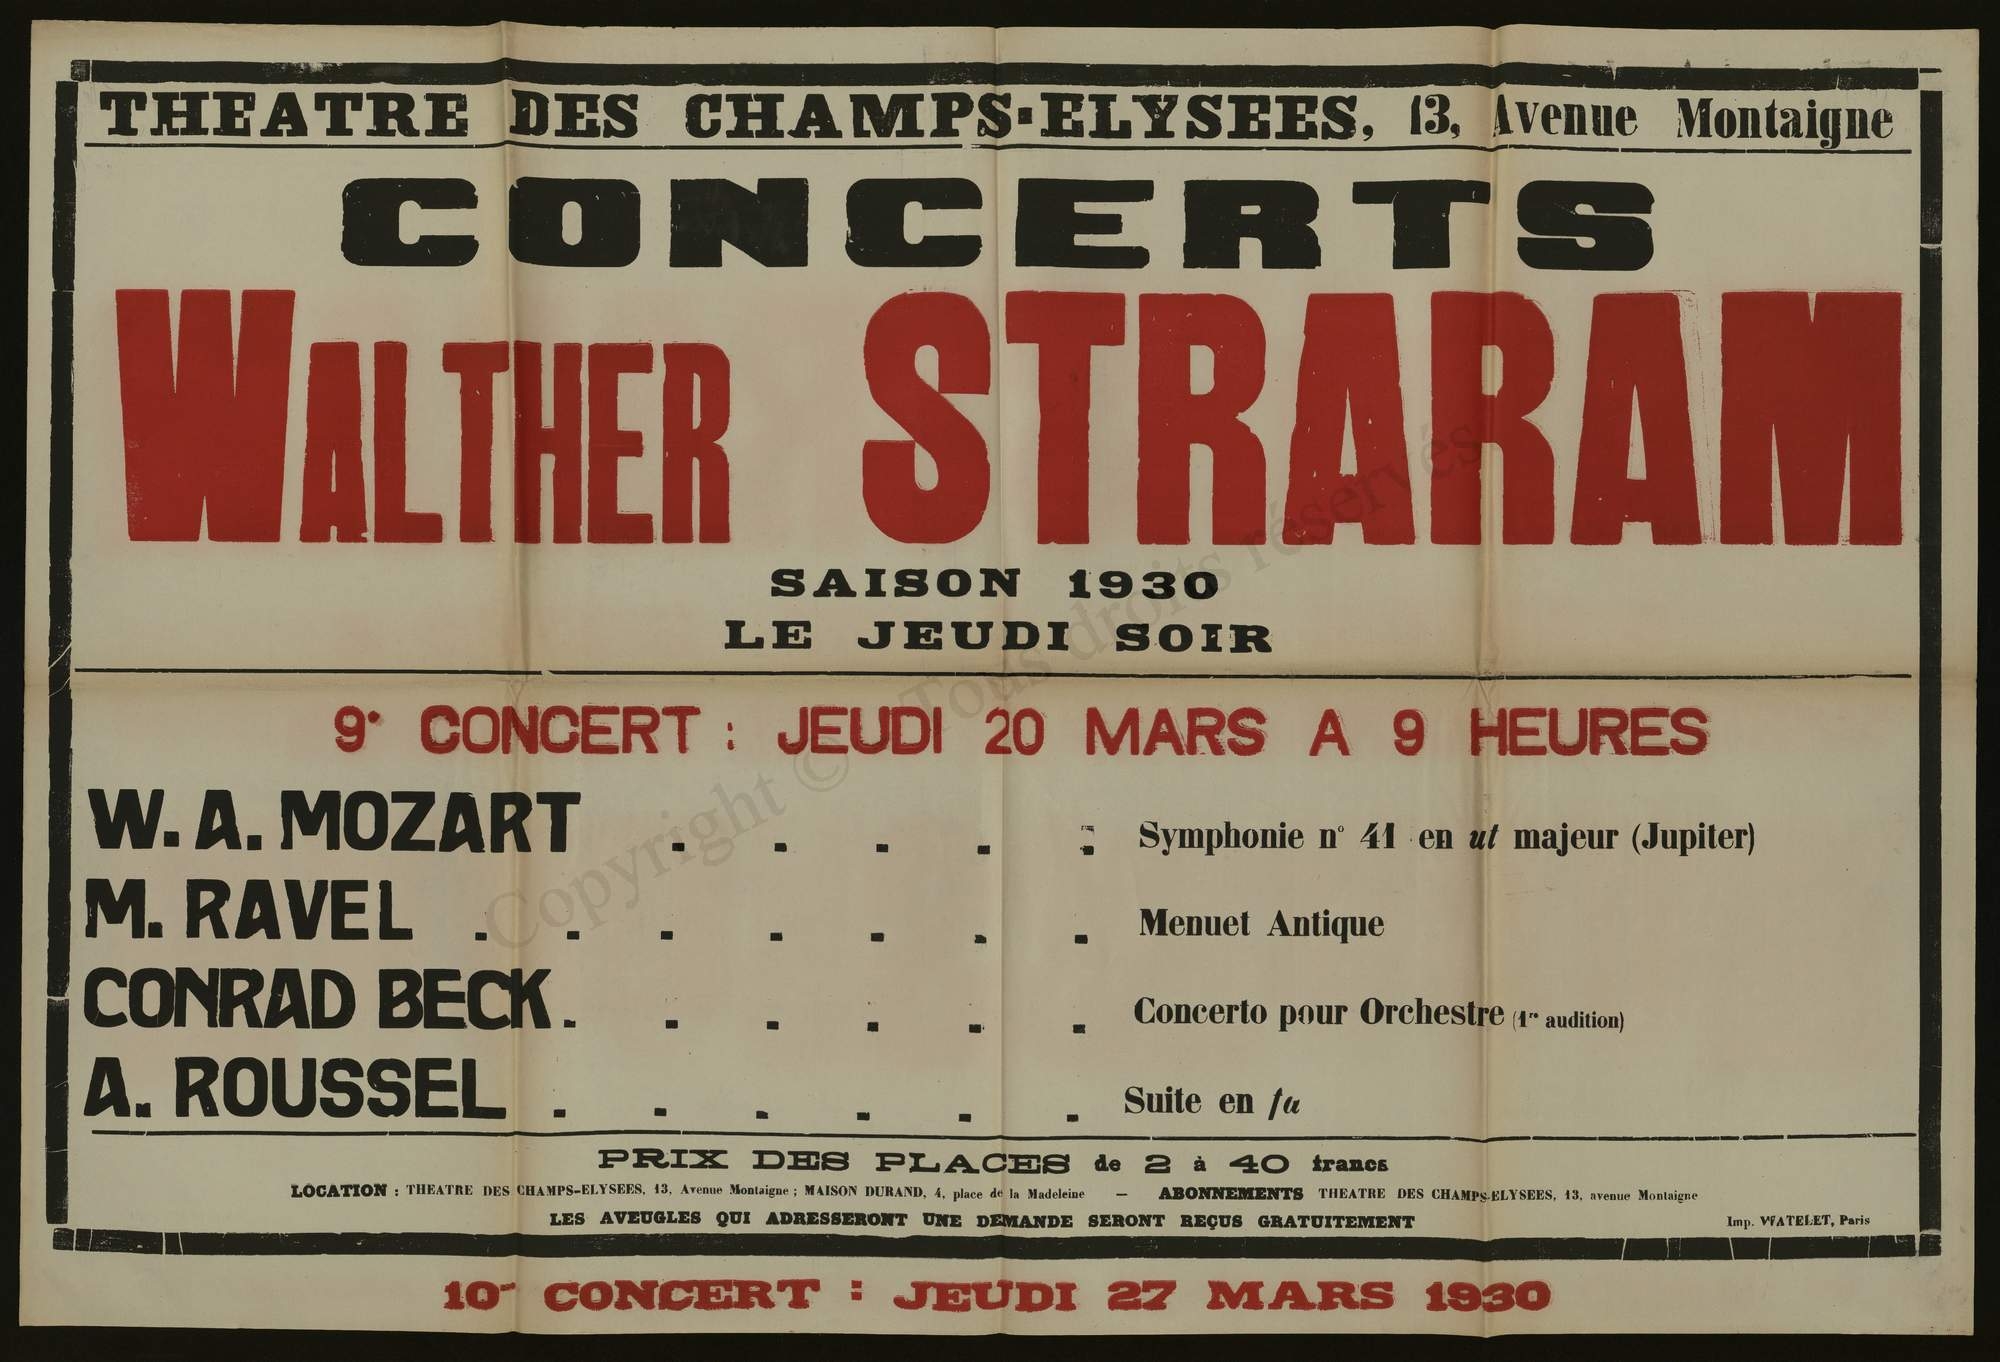 THEATRE DES CHAMPS-ELYSEES, 13, Avenue Montaigne
CONCERTS
WALTHER STRARAM
SAISON 1930
LE JEUDI SOIR
9e CONCERT : JEUDI 20 MARS A 9 HEURES
W. A. MOZART . . . . . Symphonie n° 41 en ut majeur (Jupiter)
M. RAVEL . . . . . . . Menuet Antique
CONRAD BECK . . . . . . Concerto pour Orchestre (1re audition)
A. ROUSSEL . . . . . . Suite en fa
PRIX DES PLACES de 2 à 40 francs
LOCATION : THEATRE DES CHAMPS-ELYSEES, 13, Avenue Montaigne ; MAISON DURAND, 4, place de la Madeleine — ABONNEMENTS THEATRE DES CHAMPS-ELYSEES, 13, avenue Montaigne
LES AVEUGLES QUI ADRESSERONT UNE DEMANDE SERONT REÇUS GRATUITEMENT
Imp. WATELET, Paris
10e CONCERT : JEUDI 27 MARS 1930
Copyright © Tous droits réservés